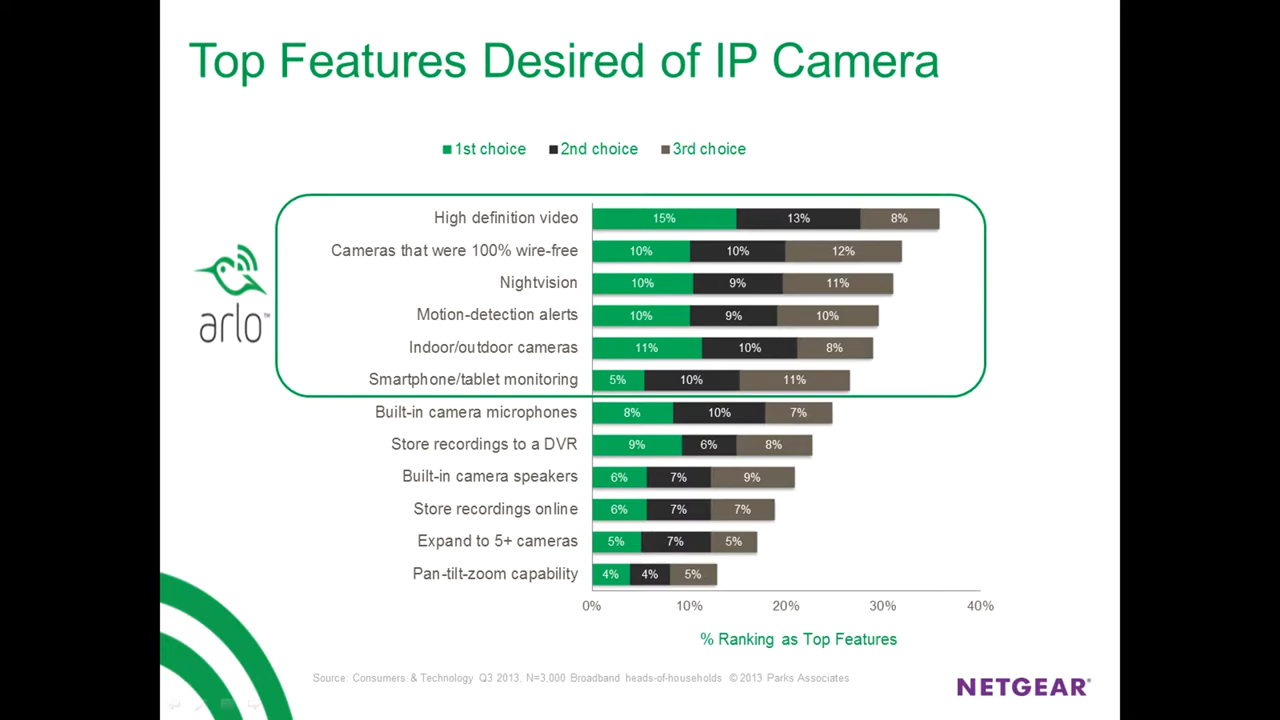 Top Features Desired of IP Camera
1st choice 2nd choice 3rd choice
High definition video 15% 13% 8%
Cameras that were 100% wire-free 10% 10% 12%
Nightvision 10% 9% 11%
Motion-detection alerts 10% 9% 10%
Indoor/outdoor cameras 11% 10% 8%
Smartphone/tablet monitoring 5% 10% 11%
arlo™
Built-in camera microphones 8% 10% 7%
Store recordings to a DVR 9% 6% 8%
Built-in camera speakers 6% 7% 9%
Store recordings online 6% 7% 7%
Expand to 5+ cameras 5% 7% 5%
Pan-tilt-zoom capability 4% 4% 5%
0% 10% 20% 30% 40%
% Ranking as Top Features
Source: Consumers & Technology Q3 2013, N=3,000 Broadband heads-of-households © 2013 Parks Associates
NETGEAR®